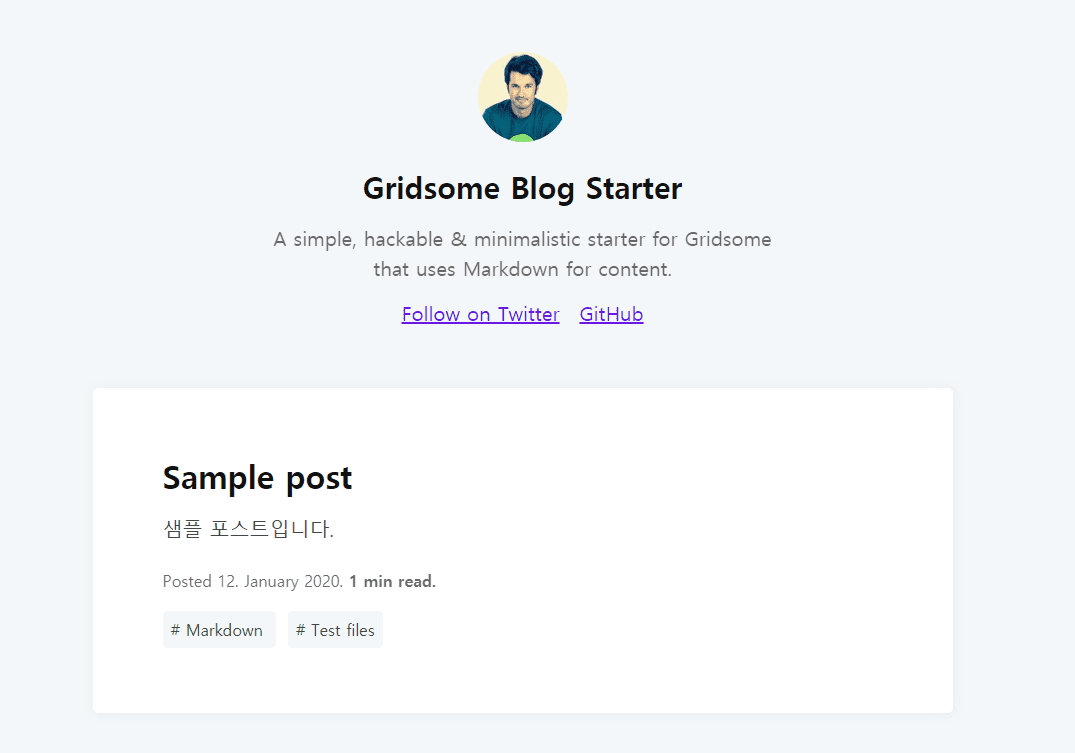 Gridsome Blog Starter
A simple, hackable & minimalistic starter for Gridsome
that uses Markdown for content.
Follow on Twitter GitHub
Sample post
샘플 포스트입니다.
Posted 12. January 2020. 1 min read.
# Markdown # Test files